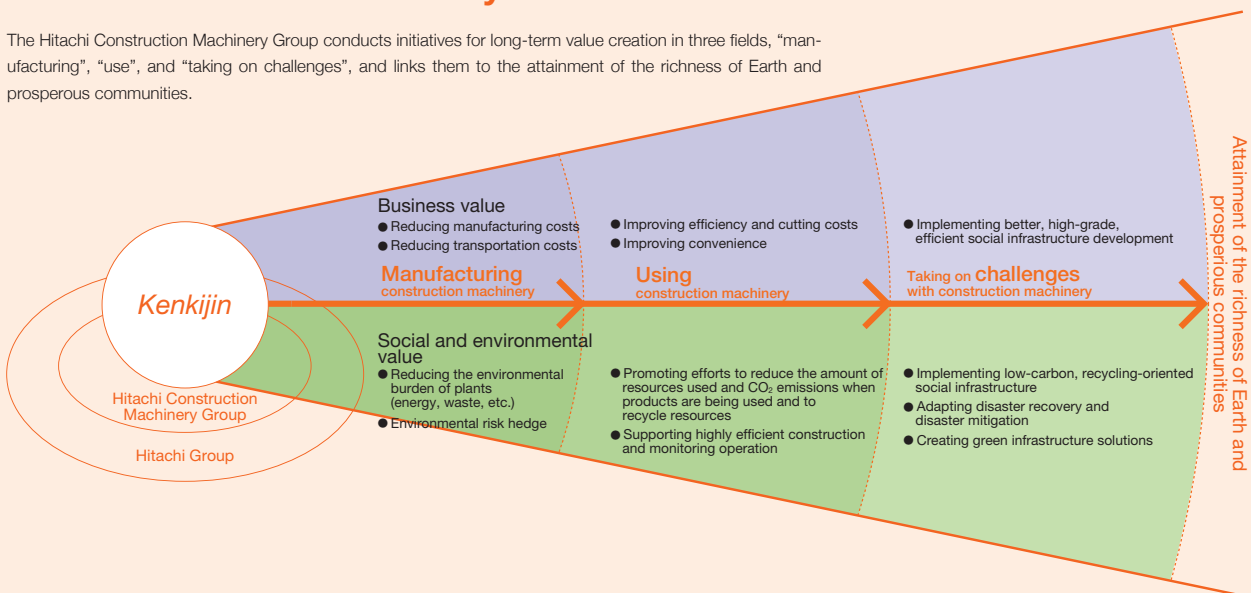 The Hitachi Construction Machinery Group conducts initiatives for long-term value creation in three fields, “man-
ufacturing”, “use”, and “taking on challenges”, and links them to the attainment of the richness of Earth and
prosperous communities.
Kenkijin
Hitachi Construction
Machinery Group
Hitachi Group
Business value
● Reducing manufacturing costs
● Reducing transportation costs
Manufacturing
construction machinery
Social and environmental
value
● Reducing the environmental
burden of plants
(energy, waste, etc.)
● Environmental risk hedge
● Improving efficiency and cutting costs
● Improving convenience
Using
construction machinery
● Promoting efforts to reduce the amount of
resources used and CO₂ emissions when
products are being used and to
recycle resources
● Supporting highly efficient construction
and monitoring operation
● Implementing better, high-grade,
efficient social infrastructure development
Taking on challenges
with construction machinery
● Implementing low-carbon, recycling-oriented
social infrastructure
● Adapting disaster recovery and
disaster mitigation
● Creating green infrastructure solutions
Attainment of the richness of Earth and
prosperious communities